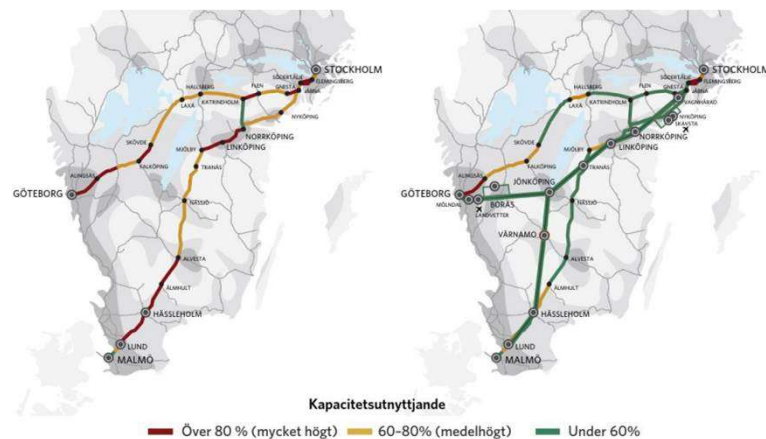 STOCKHOLM
SÖDERTÄLJE
FLEMINGSBERG
HALLSBERG
FLEN
GNESTA
JÄRNA
LAXÅ
KATRINEHOLM
NYKÖPING
SKÖVDE
NORRKÖPING
LINKÖPING
MJÖLBY
ALINGSÅS
FALKÖPING
TRANÅS
GÖTEBORG
NÄSSJÖ
ALVESTA
ÄLMHULT
HÄSSLEHOLM
LUND
MALMÖ
STOCKHOLM
SÖDERTÄLJE
FLEMINGSBERG
HALLSBERG
FLEN
GNESTA
JÄRNA
LAXÅ
KATRINEHOLM
VAGNHÄRAD
NYKÖPING
SKAVSTA
SKÖVDE
NORRKÖPING
LINKÖPING
MJÖLBY
ALINGSÅS
FALKÖPING
TRANÅS
JÖNKÖPING
GÖTEBORG
MÖLNDAL
BORÅS
LANDVETTER
NÄSSJÖ
VÄRNAMO
ALVESTA
ÄLMHULT
HÄSSLEHOLM
LUND
MALMÖ
Kapacitetsutnyttjande
Över 80 % (mycket högt)
60–80% (medelhögt)
Under 60%